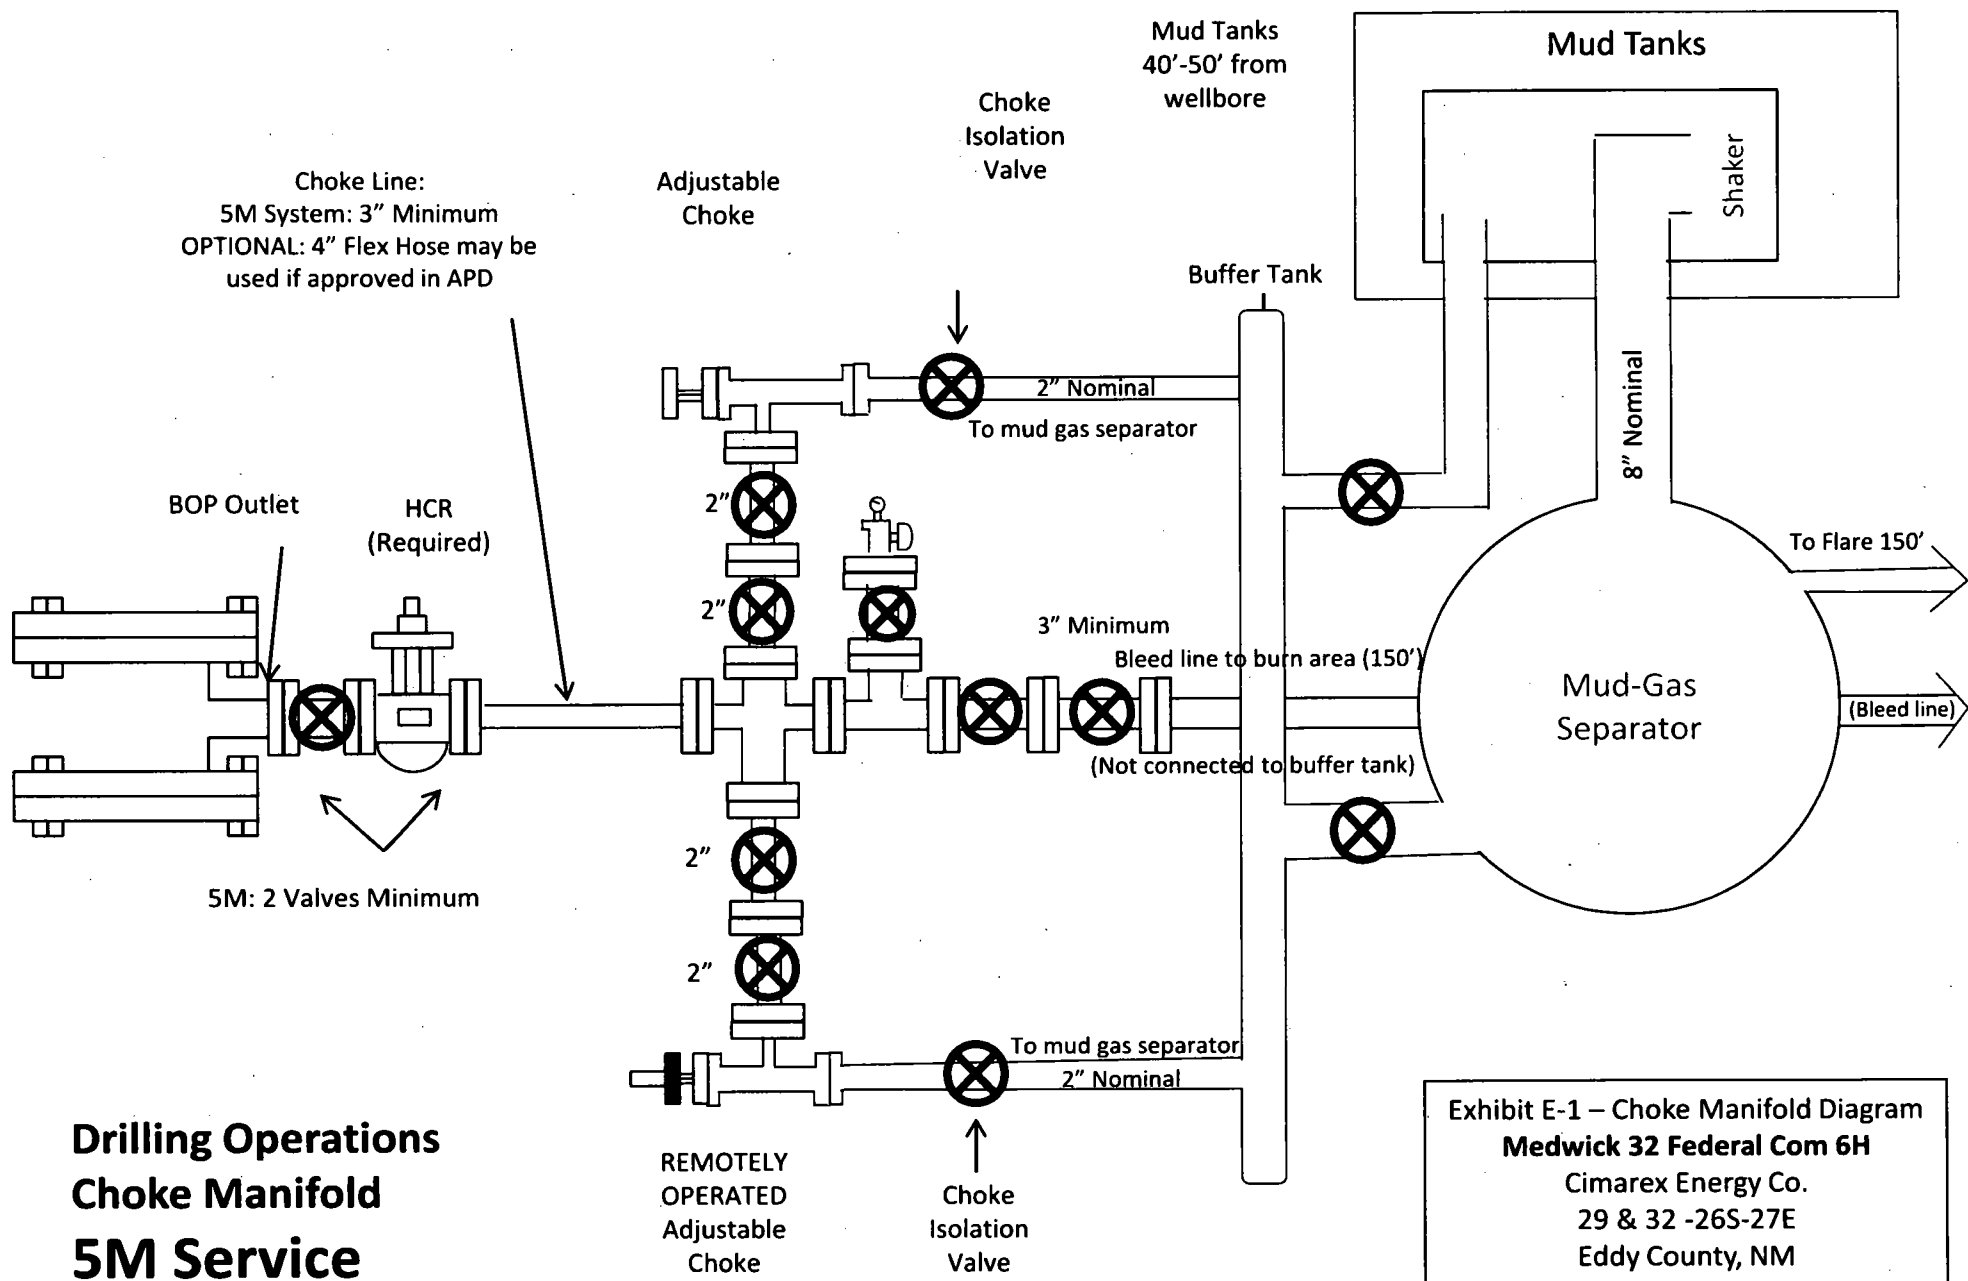 Mud Tanks
40’-50’ from
wellbore
Mud Tanks
Shaker
Choke
Isolation
Valve
Choke Line:
5M System: 3” Minimum
OPTIONAL: 4” Flex Hose may be
used if approved in APD
Adjustable
Choke
Buffer Tank
2” Nominal
To mud gas separator
8” Nominal
BOP Outlet
HCR
(Required)
2”
2”
To Flare 150’
3” Minimum
Bleed line to burn area (150’)
Mud-Gas
Separator
(Bleed line)
(Not connected to buffer tank)
5M: 2 Valves Minimum
2”
2”
To mud gas separator
2” Nominal
REMOTELY
OPERATED
Adjustable
Choke
Choke
Isolation
Valve
Drilling Operations
Choke Manifold
5M Service
Exhibit E-1 – Choke Manifold Diagram
Medwick 32 Federal Com 6H
Cimarex Energy Co.
29 & 32 -26S-27E
Eddy County, NM